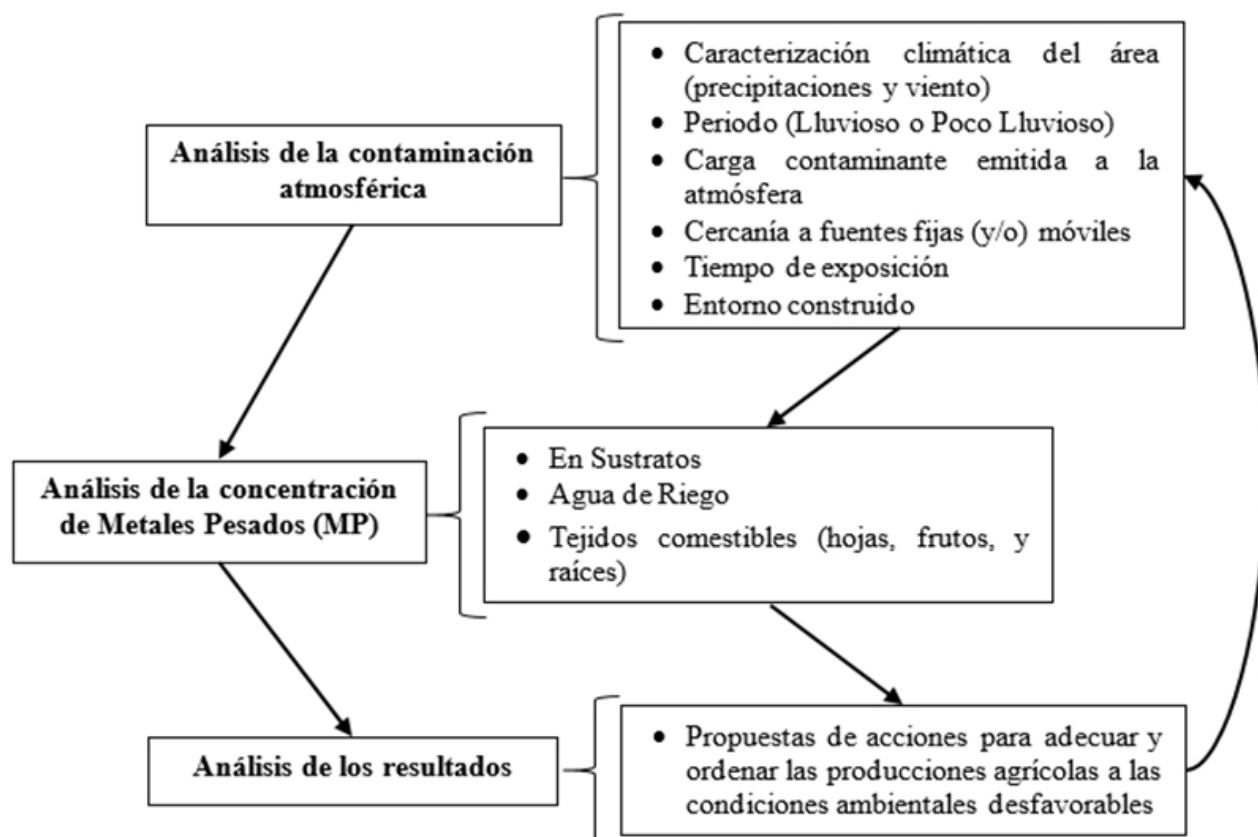 Análisis de la contaminación
atmosférica
• Caracterización climática del área
(precipitaciones y viento)
• Periodo (Lluvioso o Poco Lluvioso)
• Carga contaminante emitida a la
atmósfera
• Cercanía a fuentes fijas (y/o) móviles
• Tiempo de exposición
• Entorno construido
Análisis de la concentración
de Metales Pesados (MP)
• En Sustratos
• Agua de Riego
• Tejidos comestibles (hojas, frutos, y
raíces)
Análisis de los resultados
• Propuestas de acciones para adecuar y
ordenar las producciones agrícolas a las
condiciones ambientales desfavorables